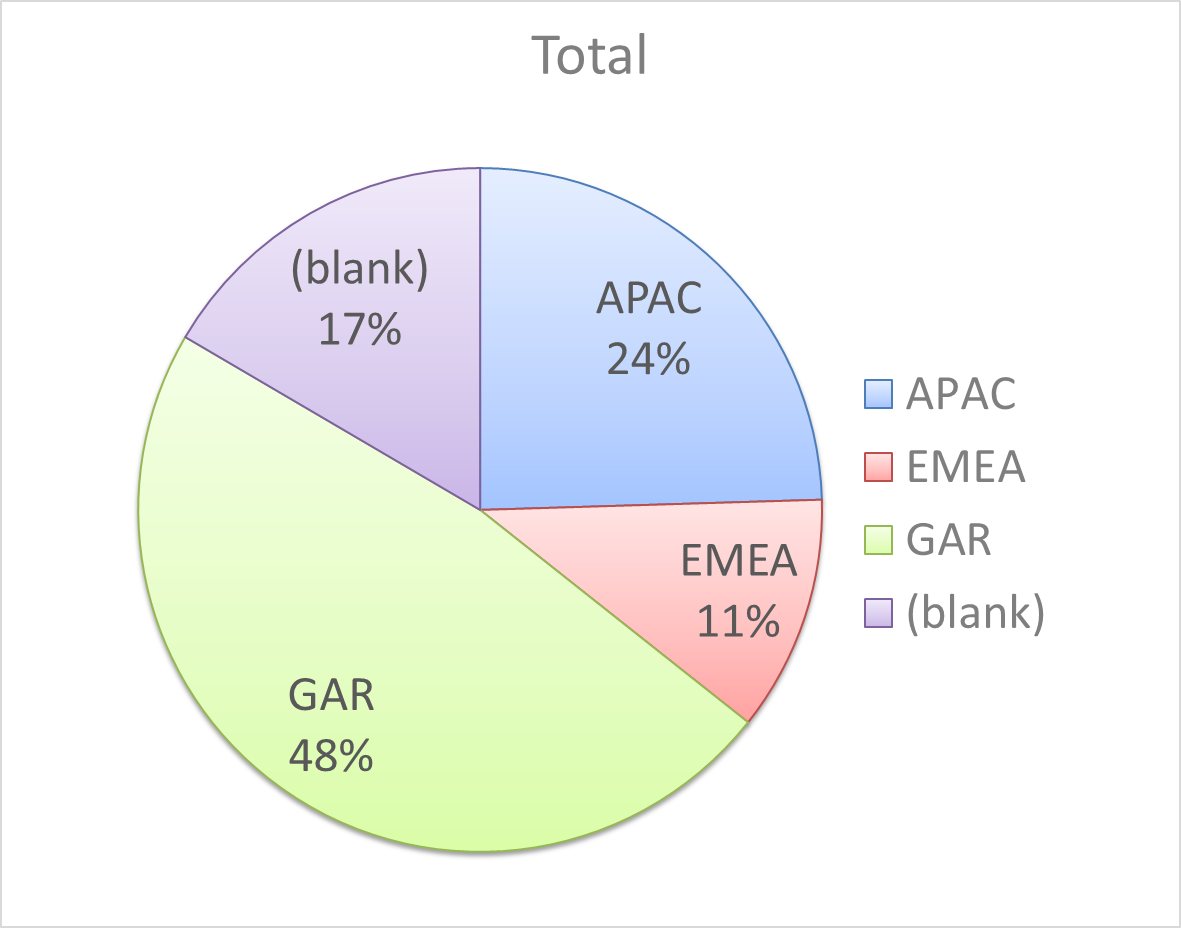 Total
(blank)
17%
APAC
24%
EMEA
11%
GAR
48%
APAC
EMEA
GAR
(blank)